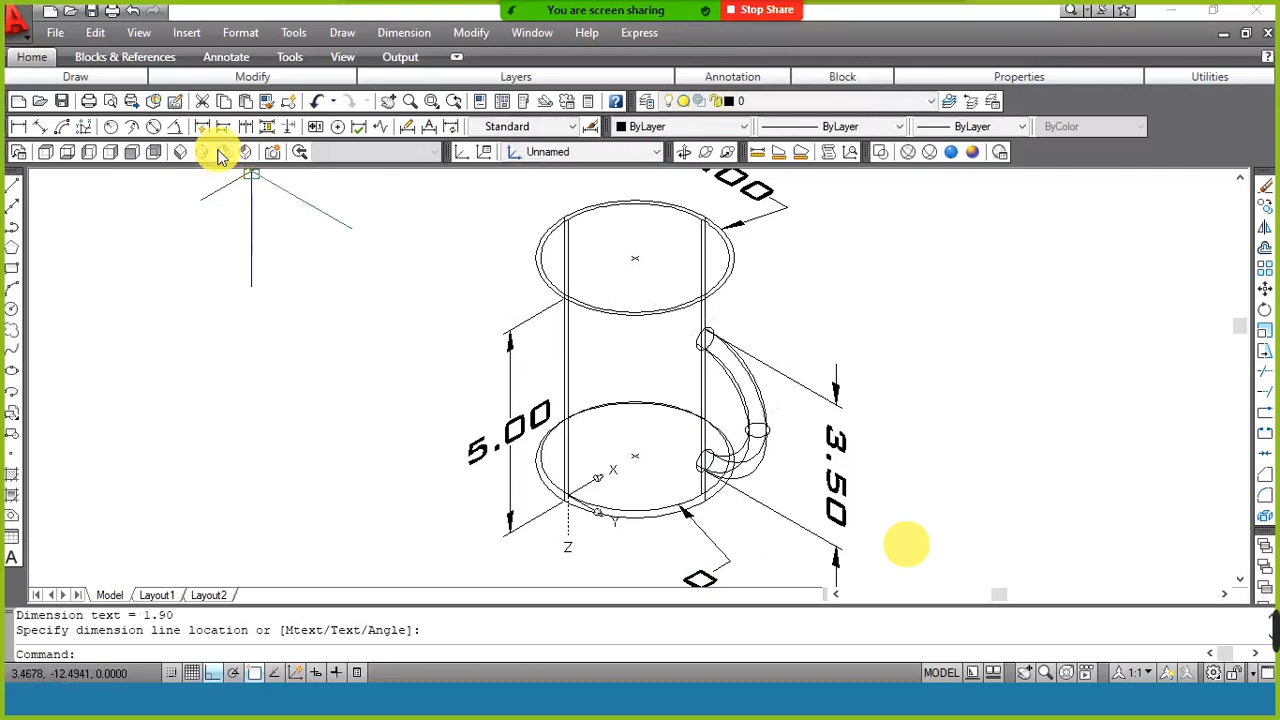 You are screen sharing
Stop Share
File Edit View Insert Format Tools Draw Dimension Modify Window Help Express
Home Blocks & References Annotate Tools View Output
Draw Modify Layers Annotation Block Properties Utilities
0
Standard ByLayer ByLayer ByLayer ByColor
Unnamed
5.00
3.50
X
Y
Z
Model Layout1 Layout2
Dimension text = 1.90
Specify dimension line location or [Mtext/Text/Angle]:
Command:
3.4678, -12.4941, 0.0000 MODEL 1:1